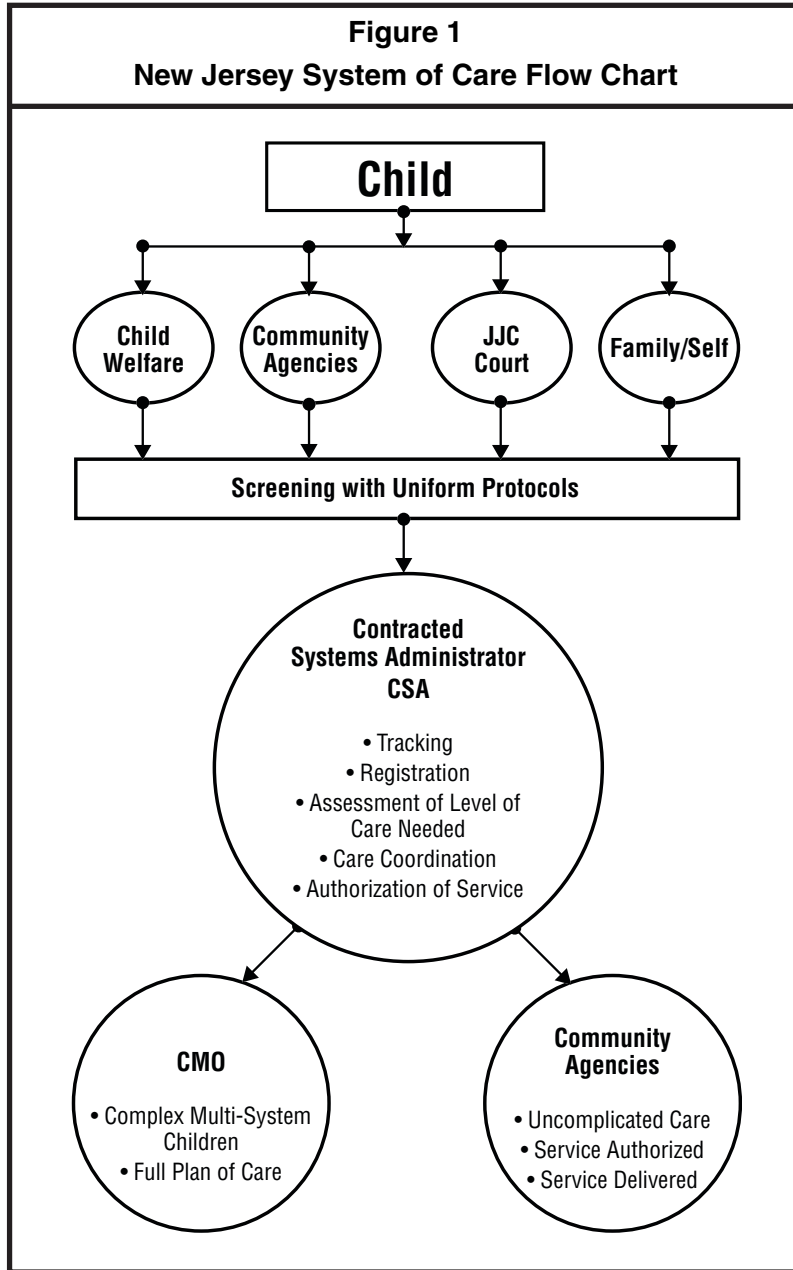 Figure 1
New Jersey System of Care Flow Chart
Child
Child
Welfare
Community
Agencies
JJC
Court
Family/Self
Screening with Uniform Protocols
Contracted
Systems Administrator
CSA
• Tracking
• Registration
• Assessment of Level of
Care Needed
• Care Coordination
• Authorization of Service
CMO
• Complex Multi-System
Children
• Full Plan of Care
Community
Agencies
• Uncomplicated Care
• Service Authorized
• Service Delivered